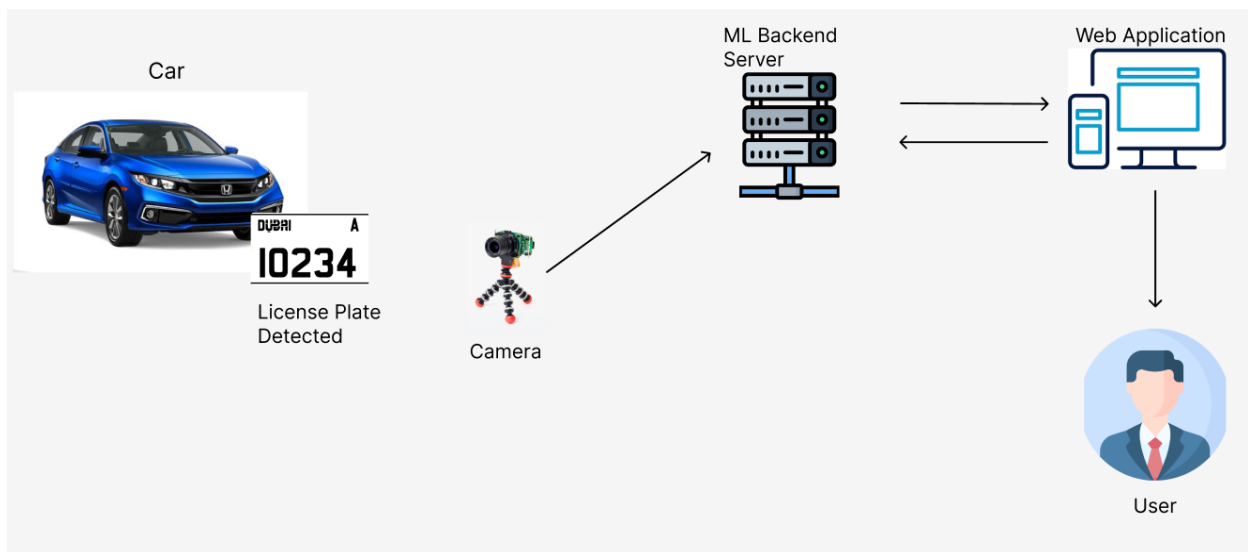 Car
DUBAI A
10234
License Plate
Detected
Camera
ML Backend
Server
Web Application
User